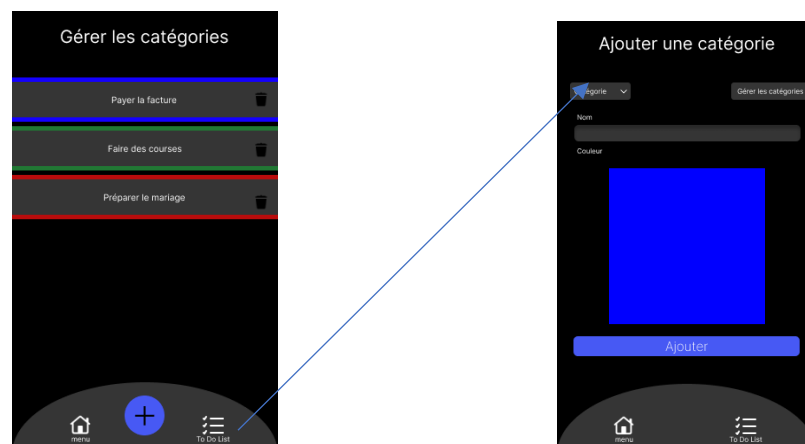 Gérer les catégories
Payer la facture
Faire des courses
Préparer le mariage
menu
To Do List
Ajouter une catégorie
Gérer les catégories
Nom
Couleur
Ajouter
menu
To Do List